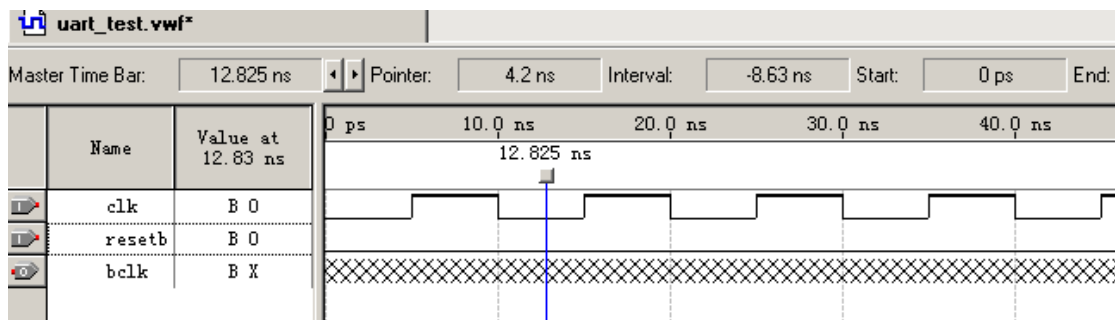 uart_test.vwf*
Master Time Bar: 12.825 ns Pointer: 4.2 ns Interval: -8.63 ns Start: 0 ps End:
Name Value at 12.83 ns 0 ps 10.0 ns 20.0 ns 30.0 ns 40.0 ns
12.825 ns
clk B 0
resetb B 0
bclk B X